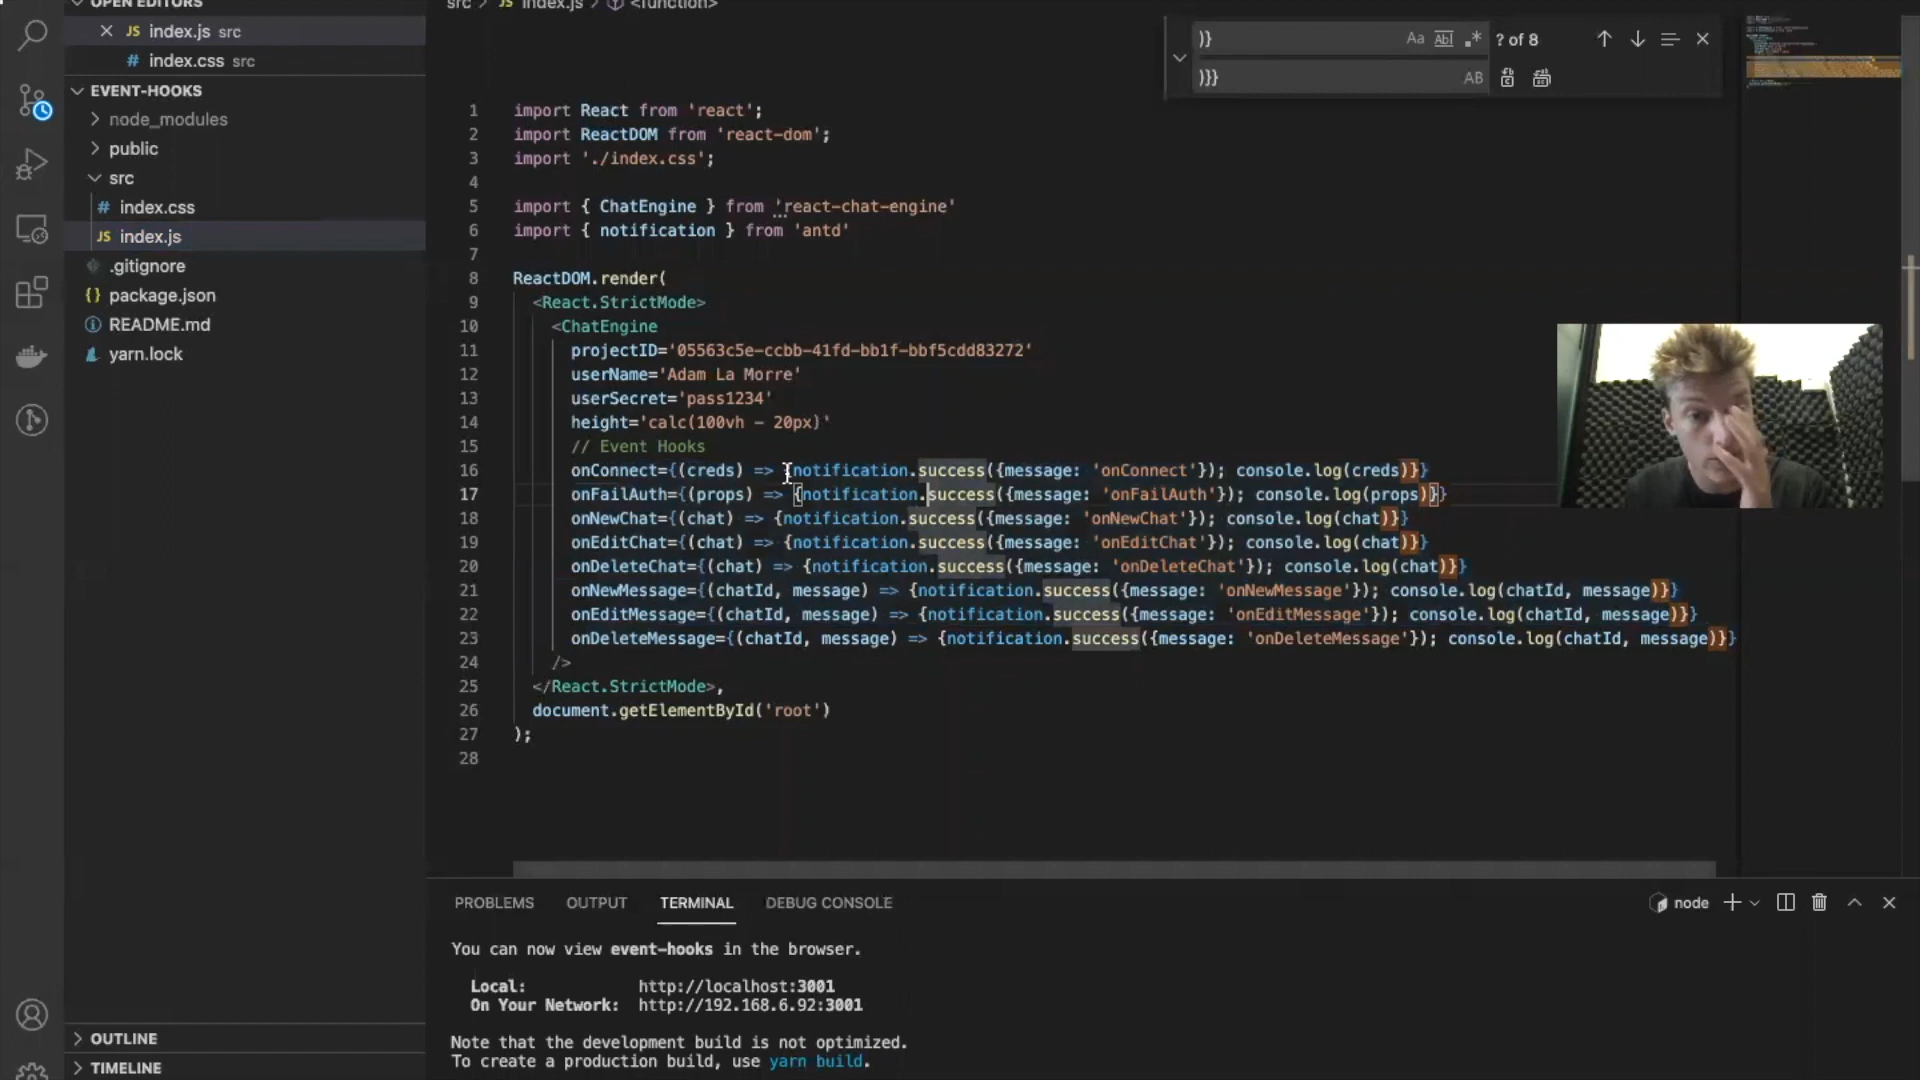 OPEN EDITORS
JS index.js src
# index.css src
EVENT-HOOKS
node_modules
public
src
# index.css
JS index.js
.gitignore
{} package.json
README.md
yarn.lock
OUTLINE
TIMELINE
src > JS index.js > <function>
)} Aa Abl .* ? of 8
)}} AB
1 import React from 'react';
2 import ReactDOM from 'react-dom';
3 import './index.css';
4
5 import { ChatEngine } from 'react-chat-engine'
6 import { notification } from 'antd'
7
8 ReactDOM.render(
9 <React.StrictMode>
10 <ChatEngine
11 projectID='05563c5e-ccbb-41fd-bb1f-bbf5cdd83272'
12 userName='Adam La Morre'
13 userSecret='pass1234'
14 height='calc(100vh - 20px)'
15 // Event Hooks
16 onConnect={(creds) => {notification.success({message: 'onConnect'}); console.log(creds)}}
17 onFailAuth={(props) => {notification.success({message: 'onFailAuth'}); console.log(props)}}
18 onNewChat={(chat) => {notification.success({message: 'onNewChat'}); console.log(chat)}}
19 onEditChat={(chat) => {notification.success({message: 'onEditChat'}); console.log(chat)}}
20 onDeleteChat={(chat) => {notification.success({message: 'onDeleteChat'}); console.log(chat)}}
21 onNewMessage={(chatId, message) => {notification.success({message: 'onNewMessage'}); console.log(chatId, message)}}
22 onEditMessage={(chatId, message) => {notification.success({message: 'onEditMessage'}); console.log(chatId, message)}}
23 onDeleteMessage={(chatId, message) => {notification.success({message: 'onDeleteMessage'}); console.log(chatId, message)}}
24 />
25 </React.StrictMode>,
26 document.getElementById('root')
27 );
28
PROBLEMS OUTPUT TERMINAL DEBUG CONSOLE node
You can now view event-hooks in the browser.
Local: http://localhost:3001
On Your Network: http://192.168.6.92:3001
Note that the development build is not optimized.
To create a production build, use yarn build.